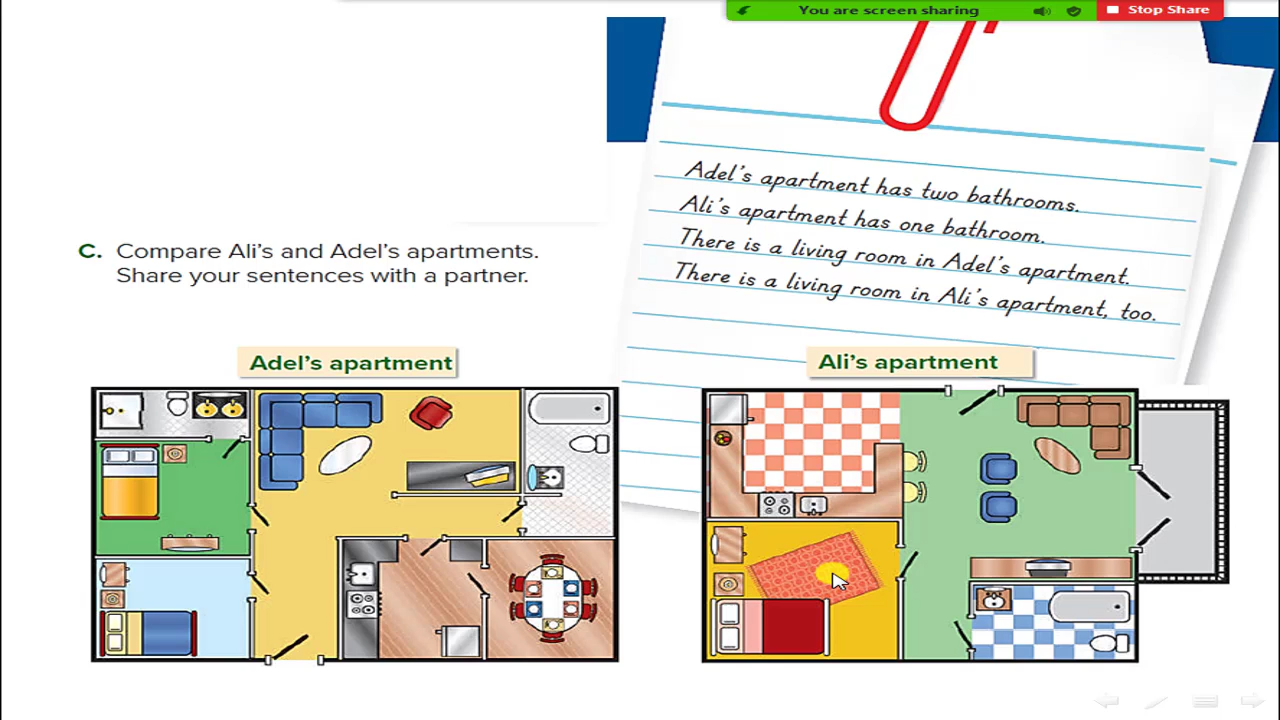 You are screen sharing
Stop Share
Adel's apartment has two bathrooms.
Ali's apartment has one bathroom.
There is a living room in Adel's apartment.
There is a living room in Ali's apartment, too.
C. Compare Ali's and Adel's apartments.
Share your sentences with a partner.
Adel's apartment
Ali's apartment